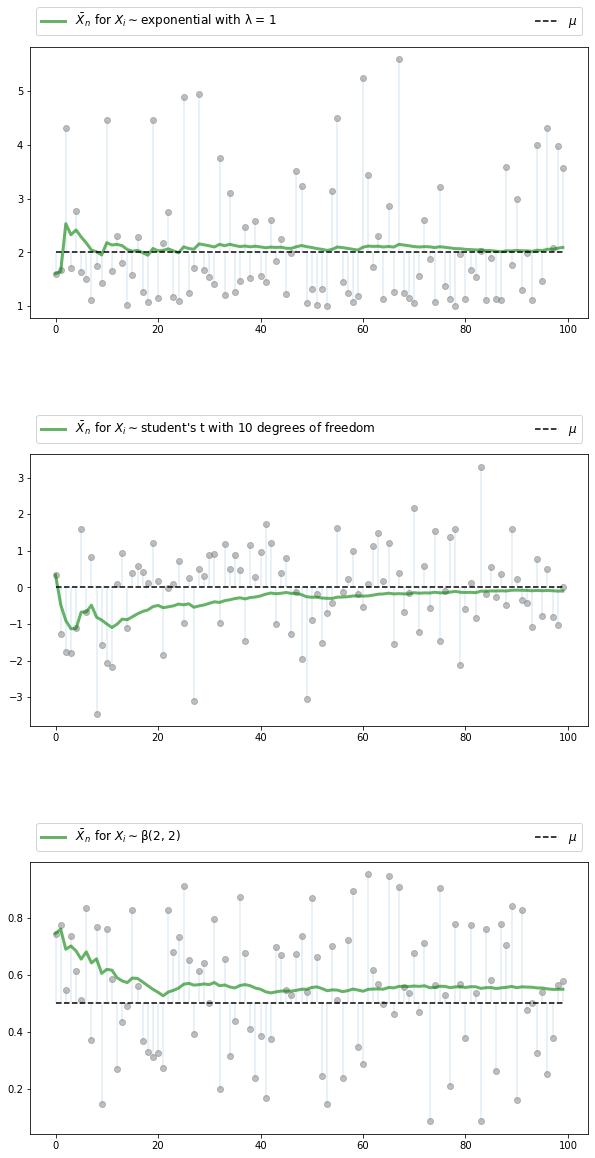 X̄ₙ for Xᵢ ∼ exponential with λ = 1 μ
5
4
3
2
1
0 20 40 60 80 100
X̄ₙ for Xᵢ ∼ student's t with 10 degrees of freedom μ
3
2
1
0
−1
−2
−3
0 20 40 60 80 100
X̄ₙ for Xᵢ ∼ β(2, 2) μ
0.8
0.6
0.4
0.2
0 20 40 60 80 100